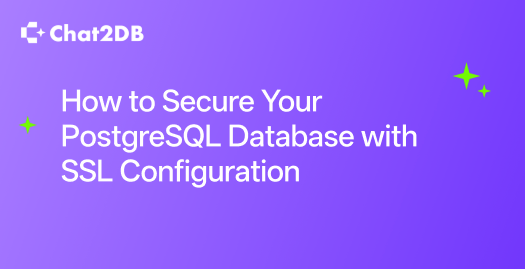 Chat2DB
How to Secure Your
PostgreSQL Database with
SSL Configuration